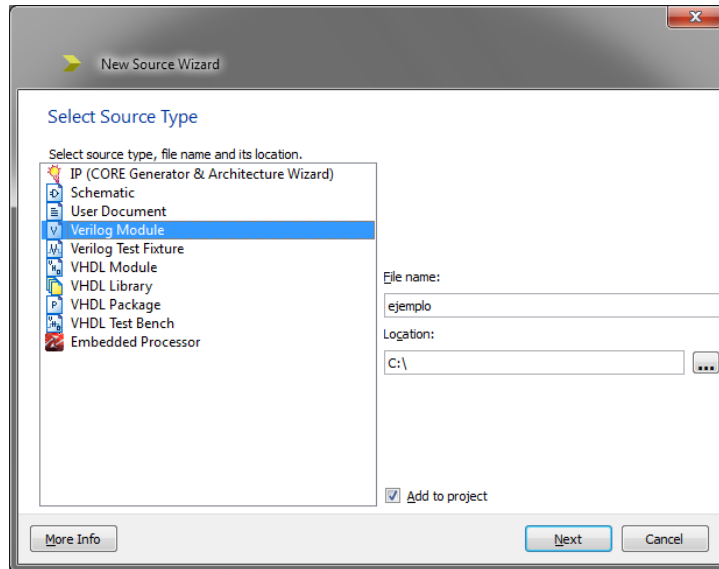 New Source Wizard
Select Source Type
Select source type, file name and its location.
IP (CORE Generator & Architecture Wizard)
Schematic
User Document
Verilog Module
Verilog Test Fixture
VHDL Module
VHDL Library
VHDL Package
VHDL Test Bench
Embedded Processor
File name:
ejemplo
Location:
C:\
...
Add to project
More Info
Next
Cancel